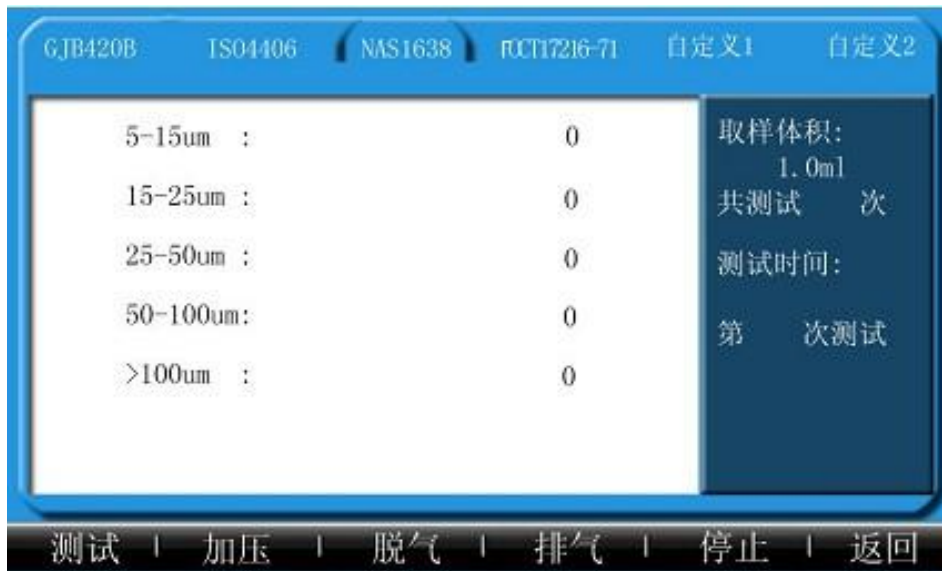 GJB420B ISO4406 NAS1638 ГОСТ17216-71 自定义1 自定义2
5-15um : 0
15-25um : 0
25-50um : 0
50-100um: 0
>100um : 0
取样体积:
1.0ml
共测试 次
测试时间:
第 次测试
测试 加压 脱气 排气 停止 返回